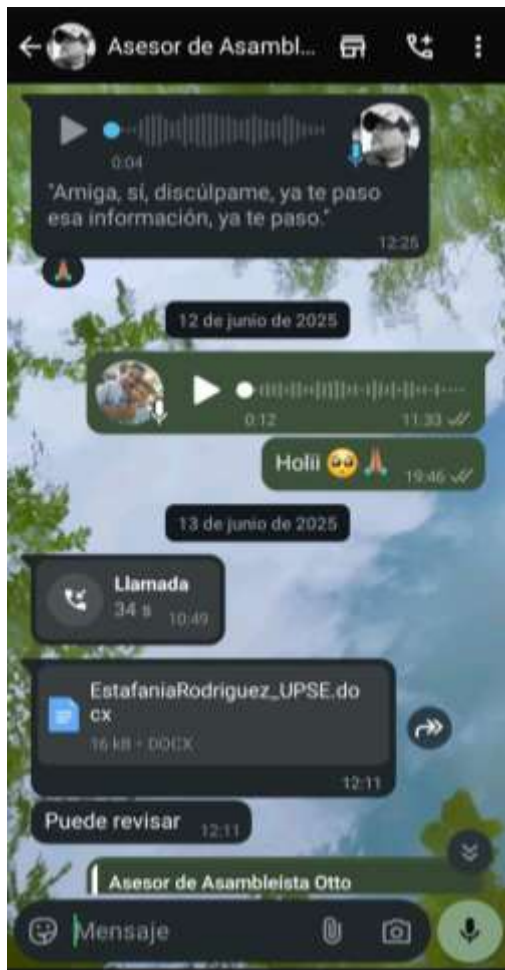 Asesor de Asambl...
0:04
"Amiga, sí, discúlpame, ya te paso
esa información, ya te paso."
12:25
12 de junio de 2025
0:12 11:33
Holii 🥺🙏🏽 19:46
13 de junio de 2025
Llamada
34 s 10:49
EstafaniaRodriguez_UPSE.do
cx
16 kB • DOCX
12:11
Puede revisar 12:11
Asesor de Asambleista Otto
Mensaje